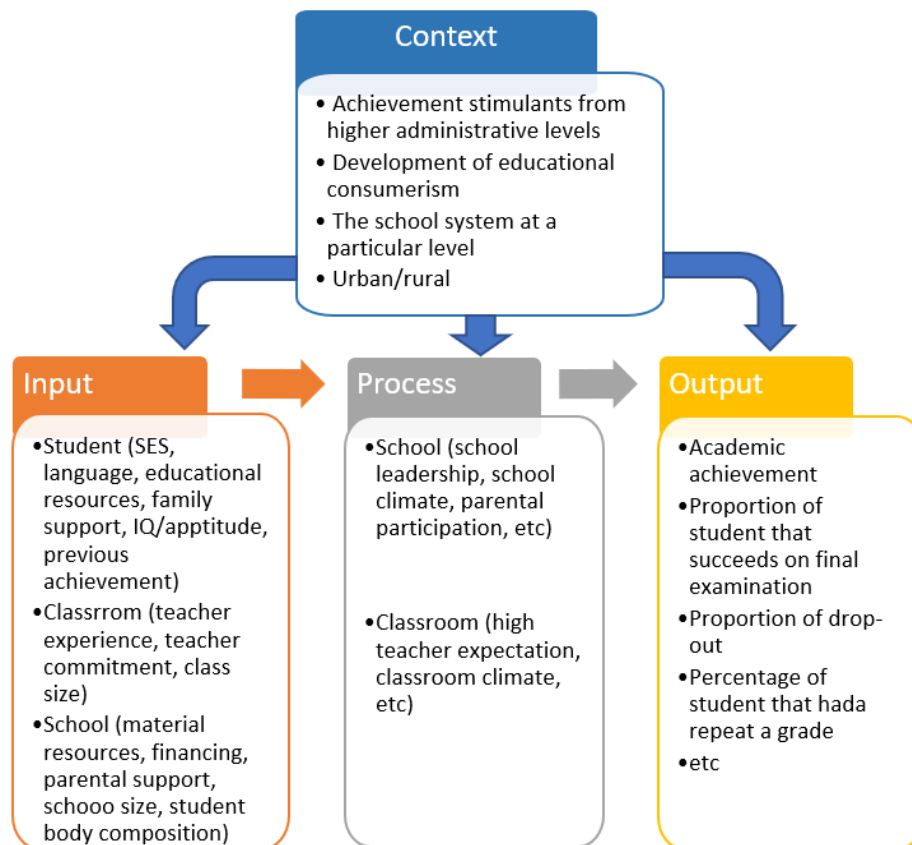 Context
• Achievement stimulants from
higher administrative levels
• Development of educational
consumerism
• The school system at a
particular level
• Urban/rural
Input
•Student (SES,
language, educational
resources, family
support, IQ/apptitude,
previous
achievement)
•Classrrom (teacher
experience, teacher
commitment, class
size)
•School (material
resources, financing,
parental support,
schooo size, student
body composition)
Process
•School (school
leadership, school
climate, parental
participation, etc)
•Classroom (high
teacher expectation,
classroom climate,
etc)
Output
•Academic
achievement
•Proportion of
student that
succeeds on final
examination
•Proportion of drop-
out
•Percentage of
student that hada
repeat a grade
•etc